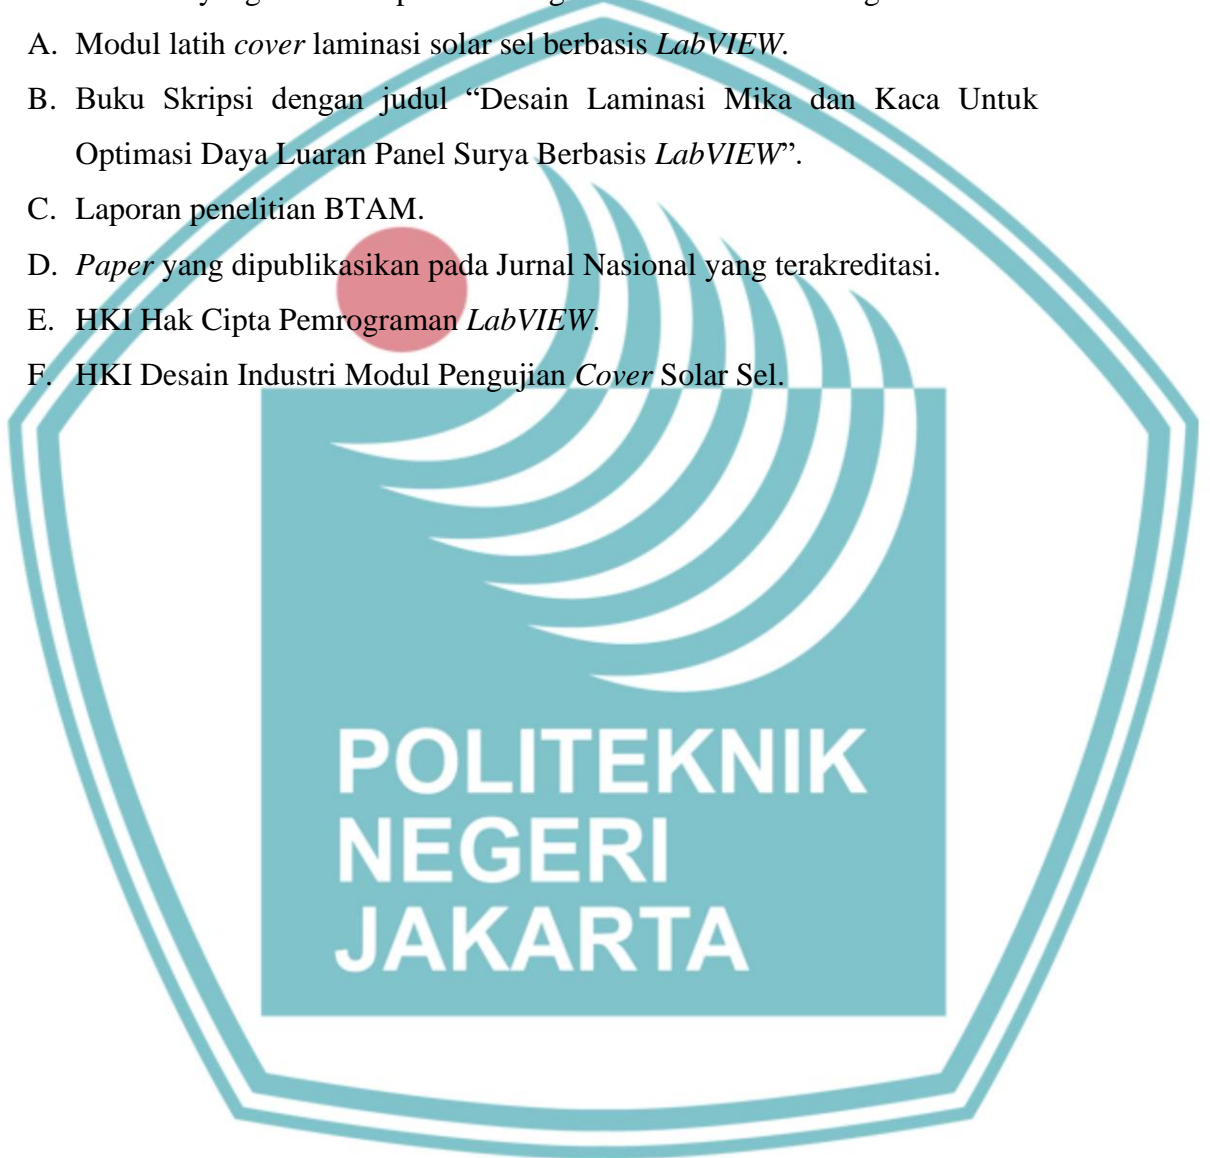 A. Modul latih cover laminasi solar sel berbasis LabVIEW.
B. Buku Skripsi dengan judul “Desain Laminasi Mika dan Kaca Untuk
Optimasi Daya Luaran Panel Surya Berbasis LabVIEW”.
C. Laporan penelitian BTAM.
D. Paper yang dipublikasikan pada Jurnal Nasional yang terakreditasi.
E. HKI Hak Cipta Pemrograman LabVIEW.
F. HKI Desain Industri Modul Pengujian Cover Solar Sel.
POLITEKNIK
NEGERI
JAKARTA